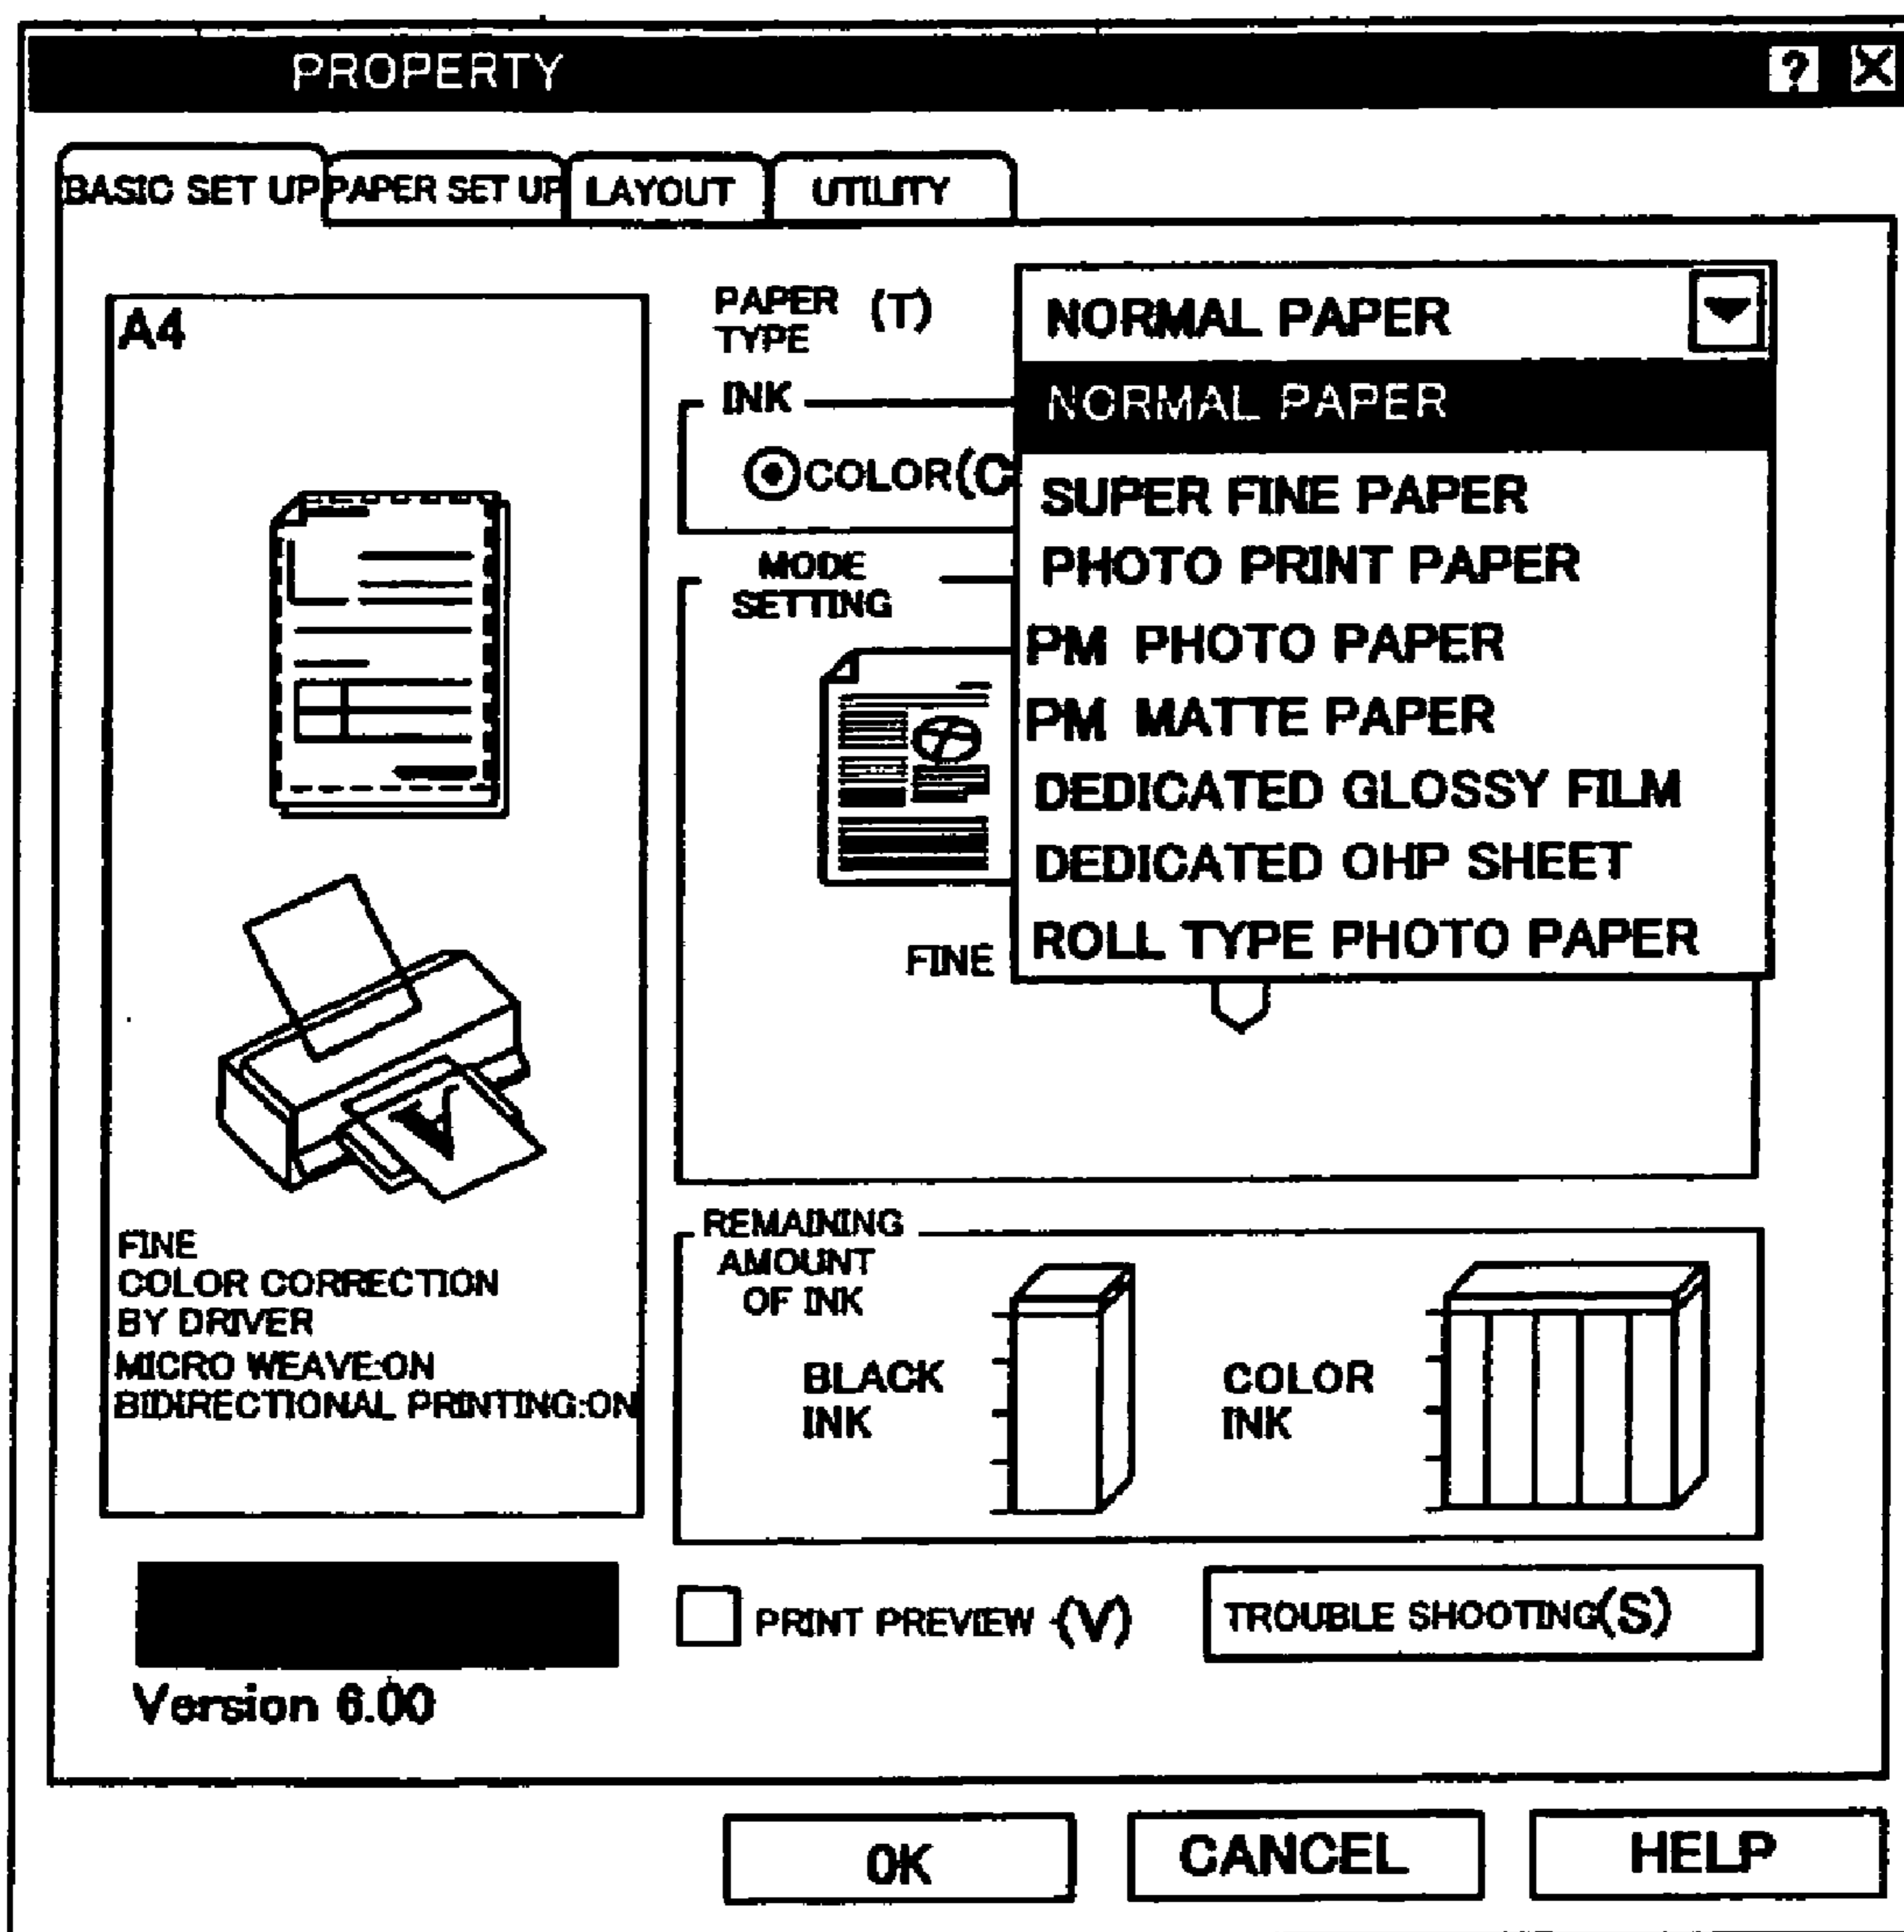 PROPERTY
? X
BASIC SET UP PAPER SET UP LAYOUT UTILITY
A4
PAPER TYPE (T)
NORMAL PAPER
INK
COLOR(C
NORMAL PAPER
SUPER FINE PAPER
PHOTO PRINT PAPER
PM PHOTO PAPER
PM MATTE PAPER
DEDICATED GLOSSY FILM
DEDICATED OHP SHEET
ROLL TYPE PHOTO PAPER
MODE
SETTING
FINE
A
FINE
COLOR CORRECTION
BY DRIVER
MICRO WEAVE:ON
BIDIRECTIONAL PRINTING:ON
REMAINING
AMOUNT
OF INK
BLACK
INK
COLOR
INK
PRINT PREVIEW (V)
TROUBLE SHOOTING(S)
Version 6.00
OK CANCEL HELP